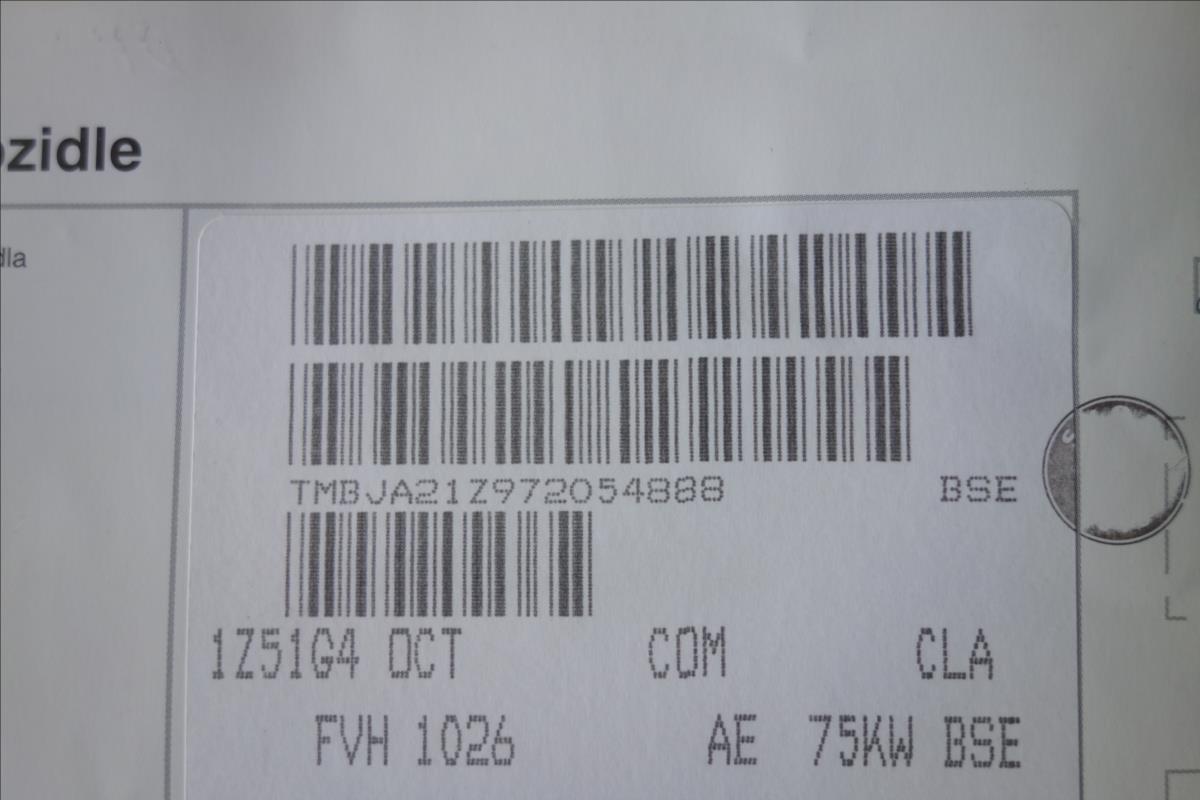 ozidle
dla
TMBJA21Z972054888 BSE
1Z51G4 OCT COM CLA
FVH 1026 AE 75KW BSE